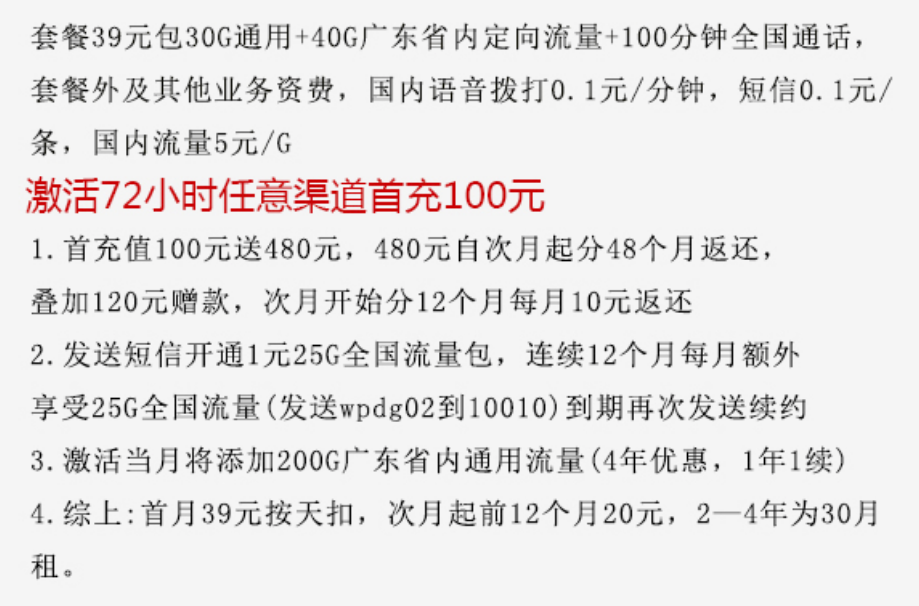 套餐39元包30G通用+40G广东省内定向流量+100分钟全国通话，
套餐外及其他业务资费，国内语音拨打0.1元/分钟，短信0.1元/
条，国内流量5元/G
激活72小时任意渠道首充100元
1.首充值100元送480元，480元自次月起分48个月返还，
叠加120元赠款，次月开始分12个月每月10元返还
2.发送短信开通1元25G全国流量包，连续12个月每月额外
享受25G全国流量(发送wpdg02到10010)到期再次发送续约
3.激活当月将添加200G广东省内通用流量(4年优惠，1年1续)
4.综上:首月39元按天扣，次月起前12个月20元，2—4年为30月
租。